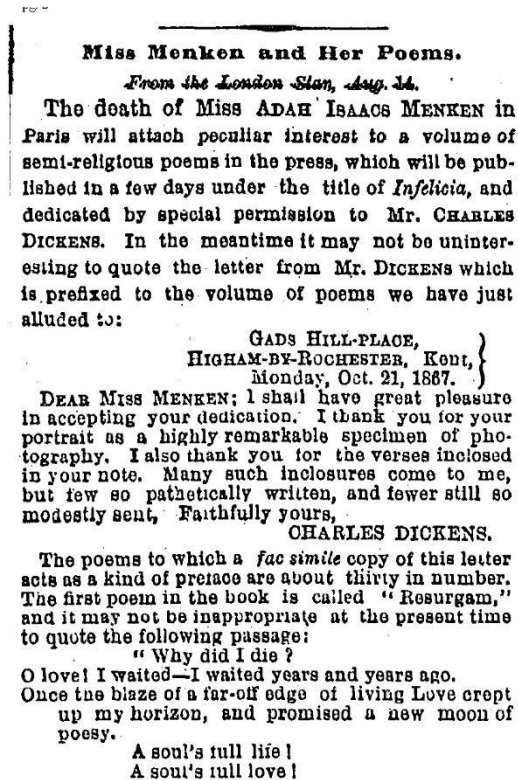 Miss Menken and Her Poems.
From the London Star, Aug. 14.
The death of Miss ADAH ISAACS MENKEN in
Paris will attach peculiar interest to a volume of
semi-religious poems in the press, which will be pub-
lished in a few days under the title of Infelicia, and
dedicated by special permission to Mr. CHARLES
DICKENS. In the meantime it may not be uninter-
esting to quote the letter from Mr. DICKENS which
is prefixed to the volume of poems we have just
alluded to:
GADS HILL-PLACE,
HIGHAM-BY-ROCHESTER, Kent,
Monday, Oct. 21, 1867.
DEAR MISS MENKEN: I shall have great pleasure
in accepting your dedication. I thank you for your
portrait as a highly remarkable specimen of pho-
tography. I also thank you for the verses inclosed
in your note. Many such inclosures come to me,
but few so pathetically written, and fewer still so
modestly sent, Faithfully yours,
CHARLES DICKENS.
The poems to which a fac simile copy of this letter
acts as a kind of preface are about thirty in number.
The first poem in the book is called "Resurgam,"
and it may not be inappropriate at the present time
to quote the following passage:
"Why did I die ?
O love! I waited—I waited years and years ago.
Once the blaze of a far-off edge of living Love crept
up my horizon, and promised a new moon of
poesy.
A soul's full life!
A soul's full love!